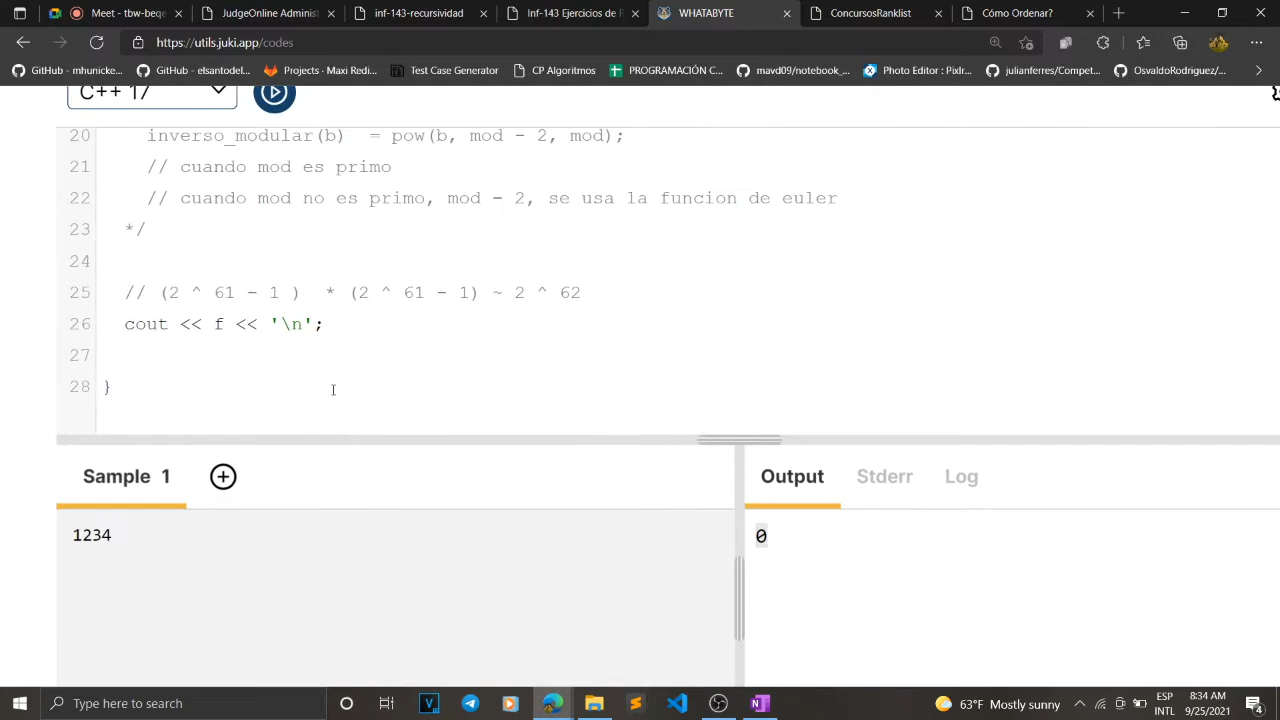 Meet - tbw-beqe
JudgeOnline Administ
inf-143-recursividad
Inf-143 Ejercicios de R
WHATABYTE
ConcursosRanklist
Cómo Ordenar?
https://utils.juki.app/codes
GitHub - mhunicke...
GitHub - elsantodel...
Projects · Maxi Redi...
Test Case Generator
CP Algoritmos
PROGRAMACIÓN C...
mavd09/notebook_...
Photo Editor : Pixlr...
julianferres/Compet...
OsvaldoRodriguez/...
C++ 17
20 inverso_modular(b)  = pow(b, mod - 2, mod);
21 // cuando mod es primo
22 // cuando mod no es primo, mod - 2, se usa la funcion de euler
23 */
24
25 // (2 ^ 61 - 1 )  * (2 ^ 61 - 1) ~ 2 ^ 62
26 cout << f << '\n';
27
28 }
Sample 1
Output
Stderr
Log
1234
0
Type here to search
63°F Mostly sunny
ESP
INTL
8:34 AM
9/25/2021
4